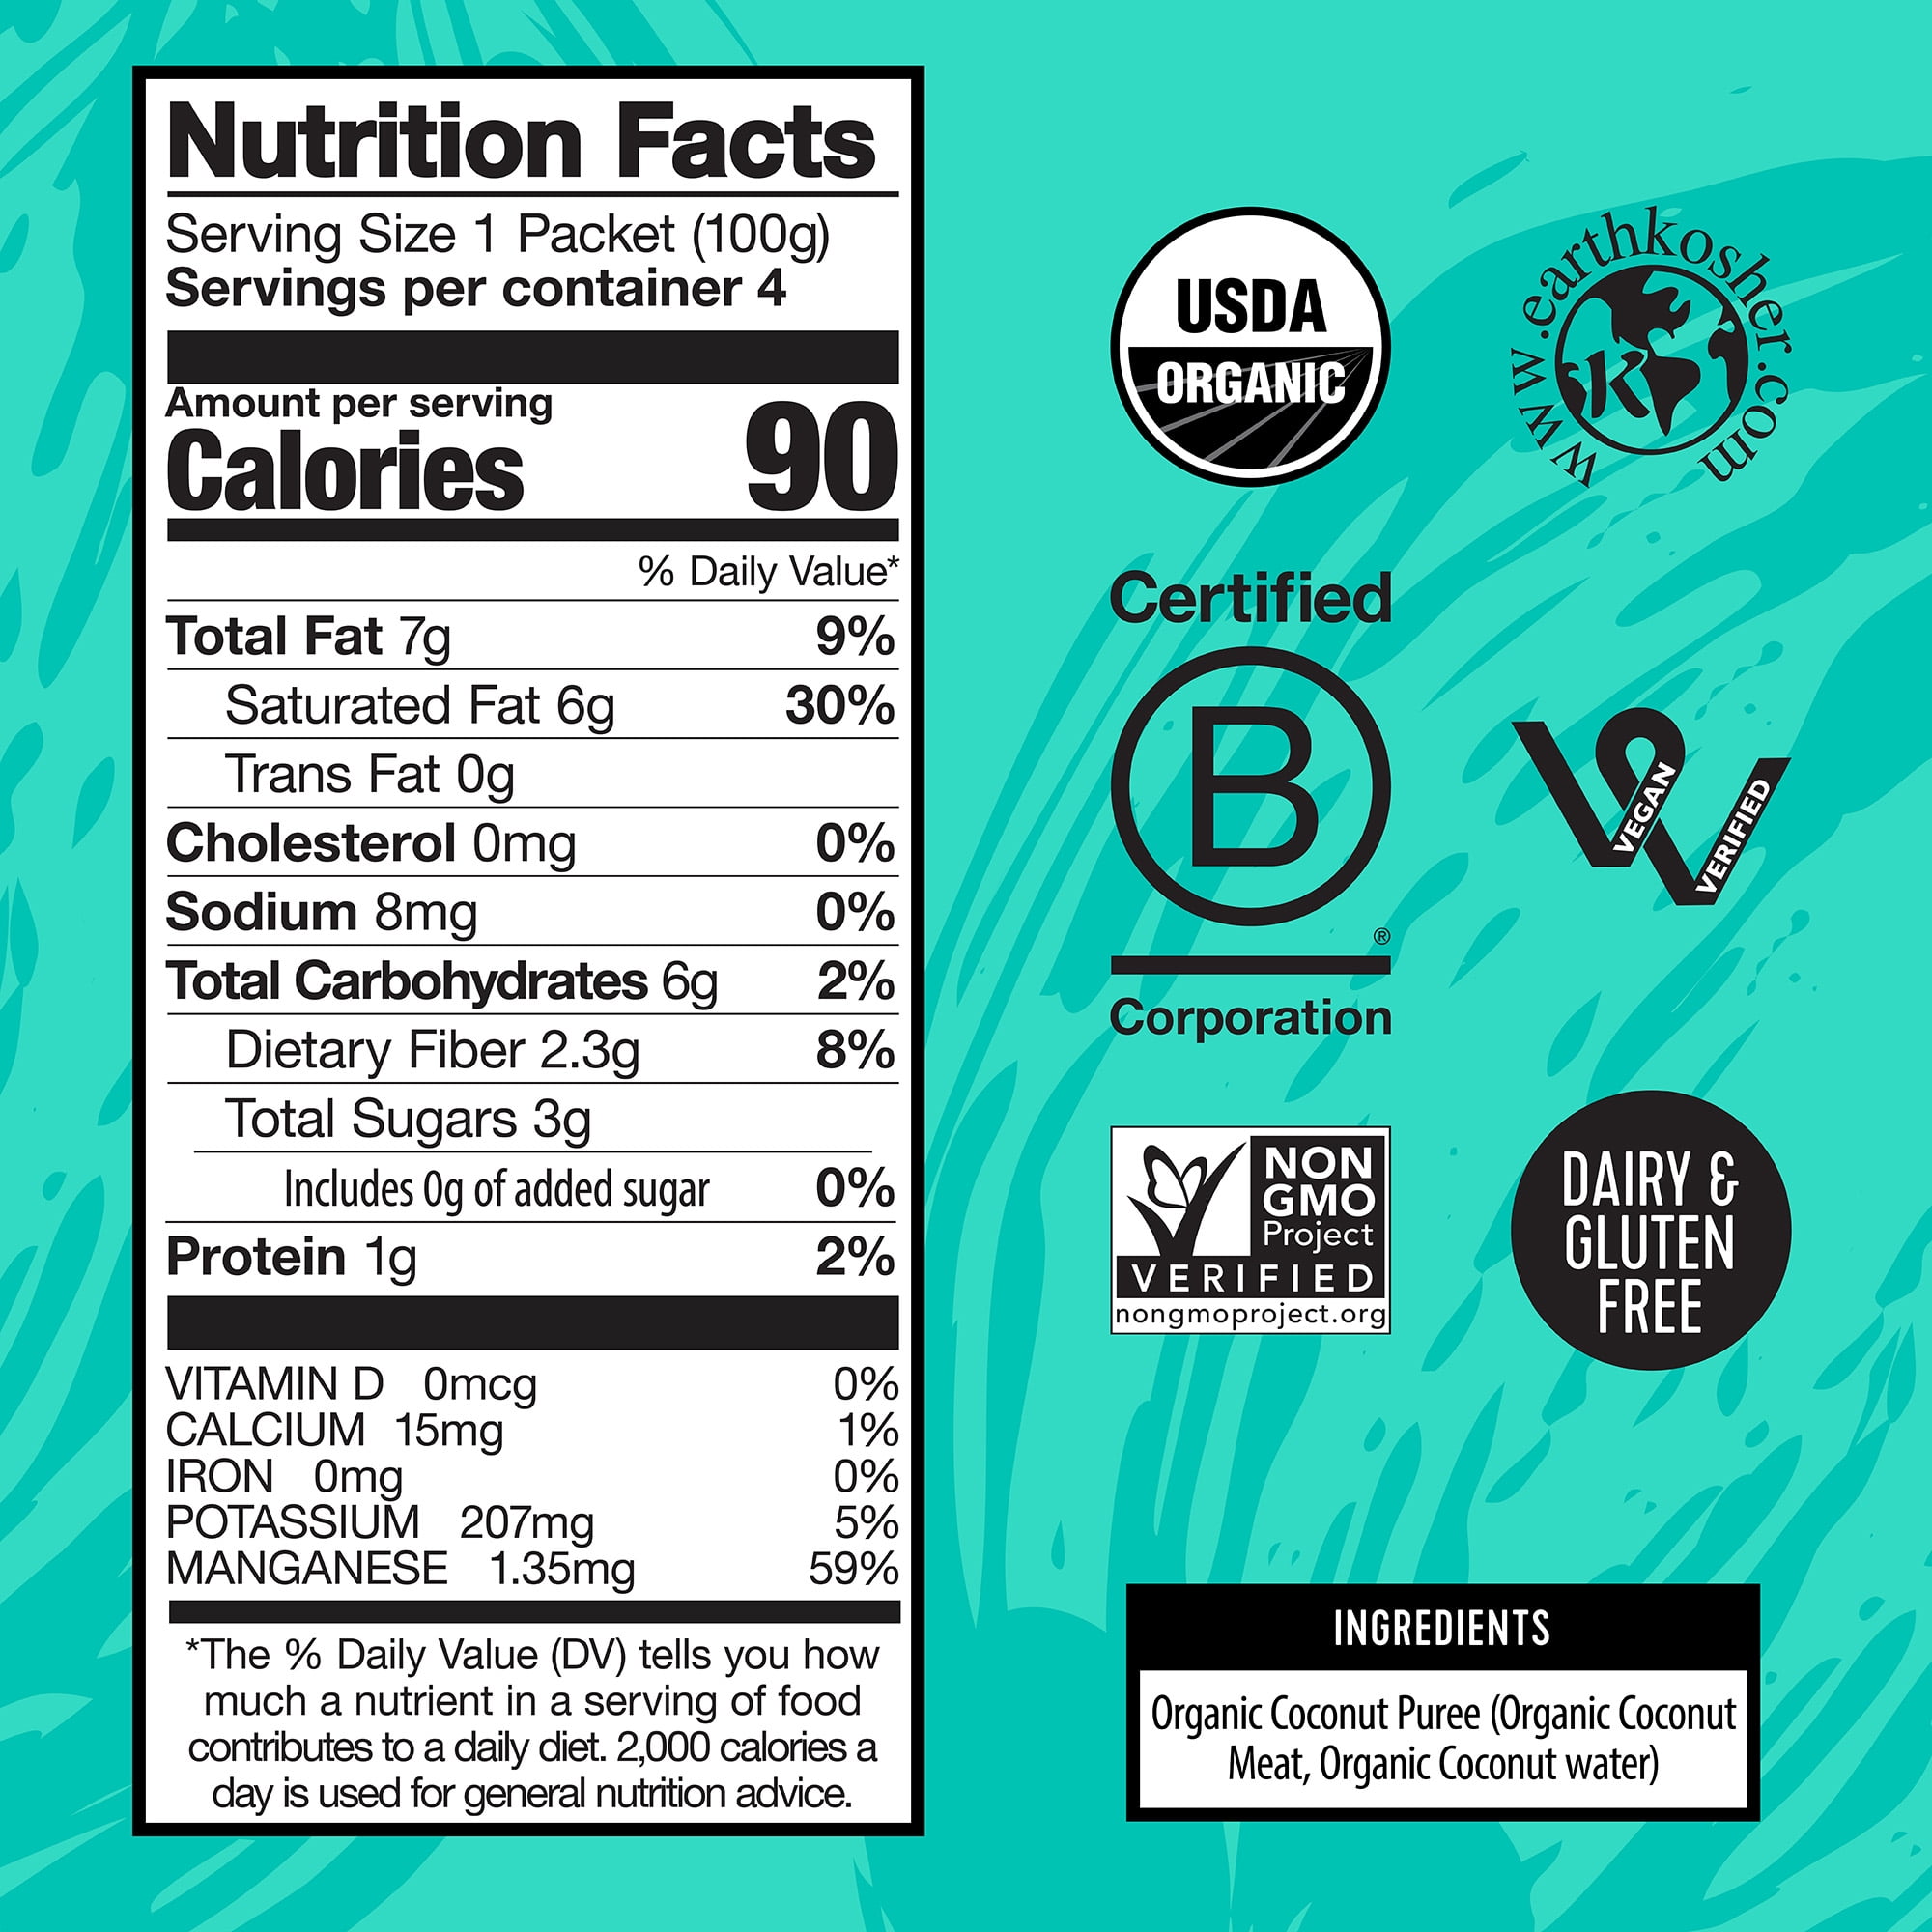 Nutrition Facts
Serving Size 1 Packet (100g)
Servings per container 4
Amount per serving
Calories 90
% Daily Value*
Total Fat 7g 9%
Saturated Fat 6g 30%
Trans Fat 0g
Cholesterol 0mg 0%
Sodium 8mg 0%
Total Carbohydrates 6g 2%
Dietary Fiber 2.3g 8%
Total Sugars 3g
Includes 0g of added sugar 0%
Protein 1g 2%
VITAMIN D 0mcg 0%
CALCIUM 15mg 1%
IRON 0mg 0%
POTASSIUM 207mg 5%
MANGANESE 1.35mg 59%
*The % Daily Value (DV) tells you how
much a nutrient in a serving of food
contributes to a daily diet. 2,000 calories a
day is used for general nutrition advice.
USDA
ORGANIC
www.earthkosher.com
K
Certified
B
®
Corporation
VEGAN
VERIFIED
NON
GMO
Project
VERIFIED
nongmoproject.org
DAIRY &
GLUTEN
FREE
INGREDIENTS
Organic Coconut Puree (Organic Coconut
Meat, Organic Coconut water)